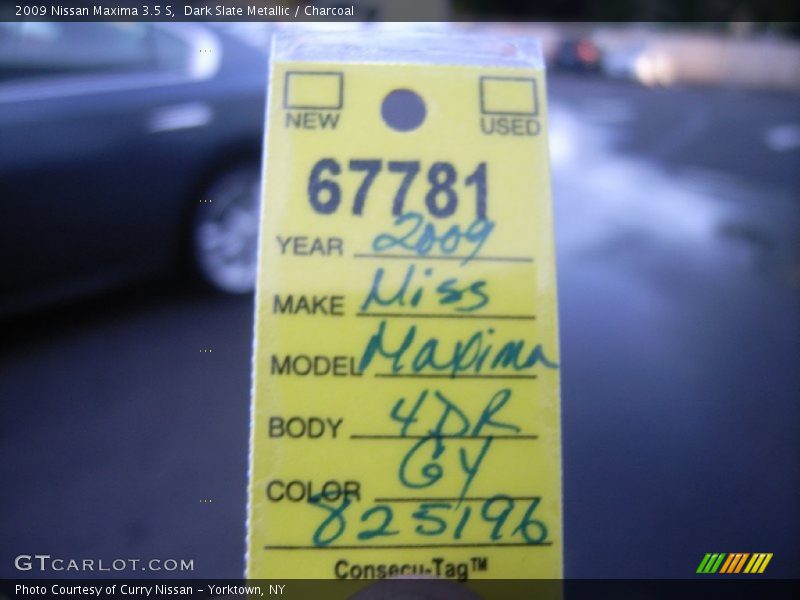 2009 Nissan Maxima 3.5 S, Dark Slate Metallic / Charcoal
NEW USED
67781
YEAR 2009
MAKE Niss
MODEL Maxima
BODY 4DR
COLOR GY
825196
Consecu-Tag™
GTCARLOT.COM
Photo Courtesy of Curry Nissan - Yorktown, NY